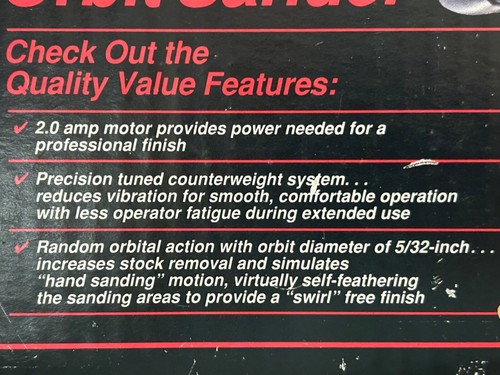 Orbit Sander
Check Out the
Quality Value Features:
✓ 2.0 amp motor provides power needed for a
professional finish
✓ Precision tuned counterweight system...
reduces vibration for smooth, comfortable operation
with less operator fatigue during extended use
✓ Random orbital action with orbit diameter of 5/32-inch...
increases stock removal and simulates
“hand sanding” motion, virtually self-feathering
the sanding areas to provide a “swirl” free finish